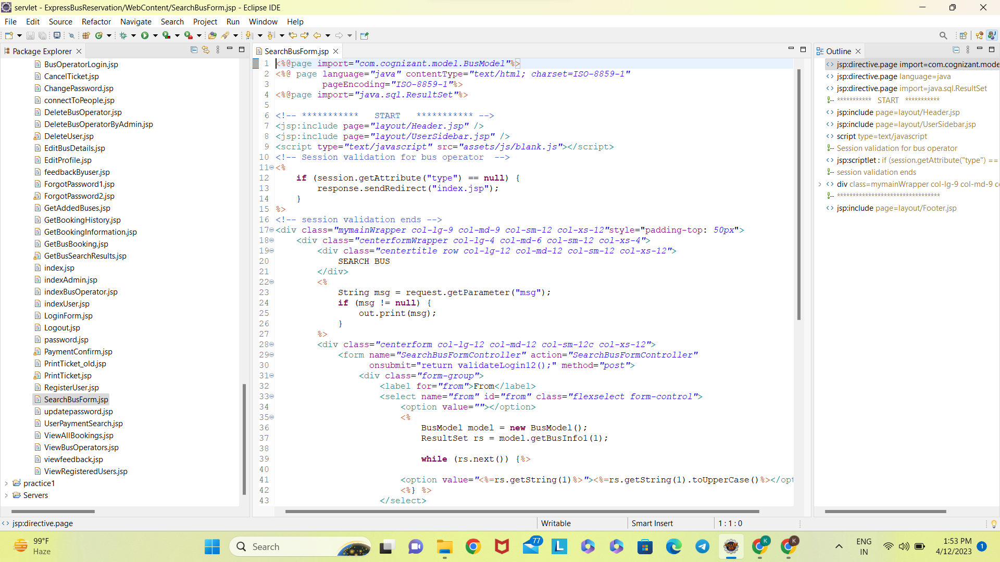 servlet - ExpressBusReservation/WebContent/SearchBusForm.jsp - Eclipse IDE
File Edit Source Refactor Navigate Search Project Run Window Help
Package Explorer
BusOperatorLogin.jsp
CancelTicket.jsp
ChangePassword.jsp
connectToPeople.jsp
DeleteBusOperator.jsp
DeleteBusOperatorByAdmin.jsp
DeleteUser.jsp
EditBusDetails.jsp
EditProfile.jsp
feedbackByuser.jsp
ForgotPassword1.jsp
ForgotPassword2.jsp
GetAddedBuses.jsp
GetBookingHistory.jsp
GetBookingInformation.jsp
GetBusBooking.jsp
GetBusSearchResults.jsp
index.jsp
indexAdmin.jsp
indexBusOperator.jsp
indexUser.jsp
LoginForm.jsp
Logout.jsp
password.jsp
PaymentConfirm.jsp
PrintTicket_old.jsp
PrintTicket.jsp
RegisterUser.jsp
SearchBusForm.jsp
updatepassword.jsp
UserPaymentSearch.jsp
ViewAllBookings.jsp
ViewBusOperators.jsp
viewfeedback.jsp
ViewRegisteredUsers.jsp
practice1
Servers
SearchBusForm.jsp
1 <%@page import="com.cognizant.model.BusModel"%>
2 <%@ page language="java" contentType="text/html; charset=ISO-8859-1"
3 pageEncoding="ISO-8859-1"%>
4 <%@page import="java.sql.ResultSet"%>
5
6 <!-- *********** START *********** -->
7 <jsp:include page="layout/Header.jsp" />
8 <jsp:include page="layout/UserSidebar.jsp" />
9 <script type="text/javascript" src="assets/js/blank.js"></script>
10 <!-- Session validation for bus operator -->
11 <%
12 if (session.getAttribute("type") == null) {
13 response.sendRedirect("index.jsp");
14 }
15 %>
16 <!-- session validation ends -->
17 <div class="mymainWrapper col-lg-9 col-md-9 col-sm-12 col-xs-12"style="padding-top: 50px">
18 <div class="centerformWrapper col-lg-4 col-md-6 col-sm-12 col-xs-4">
19 <div class="centertitle row col-lg-12 col-md-12 col-sm-12 col-xs-12">
20 SEARCH BUS
21 </div>
22 <%
23 String msg = request.getParameter("msg");
24 if (msg != null) {
25 out.print(msg);
26 }
27 %>
28 <div class="centerform col-lg-12 col-md-12 col-sm-12c col-xs-12">
29 <form name="SearchBusFormController" action="SearchBusFormController"
30 onsubmit="return validateLogin12();" method="post">
31 <div class="form-group">
32 <label for="from">From</label>
33 <select name="from" id="from" class="flexselect form-control">
34 <option value=""></option>
35 <%
36 BusModel model = new BusModel();
37 ResultSet rs = model.getBusInfo1(1);
38
39 while (rs.next()) {%>
40
41 <option value="<%=rs.getString(1)%>"><%=rs.getString(1).toUpperCase()%></opt
42 <%} %>
43 </select>
Outline
jsp:directive.page import=com.cognizant.mode
jsp:directive.page language=java
jsp:directive.page import=java.sql.ResultSet
*********** START ***********
jsp:include page=layout/Header.jsp
jsp:include page=layout/UserSidebar.jsp
script type=text/javascript
Session validation for bus operator
jsp:scriptlet : if (session.getAttribute("type") ==
session validation ends
div class=mymainWrapper col-lg-9 col-md-9 c
*********************************
jsp:include page=layout/Footer.jsp
jsp:directive.page
Writable
Smart Insert
1 : 1 : 0
99°F
Haze
Search
77
L
K
K
ENG
IN
1:53 PM
4/12/2023
1